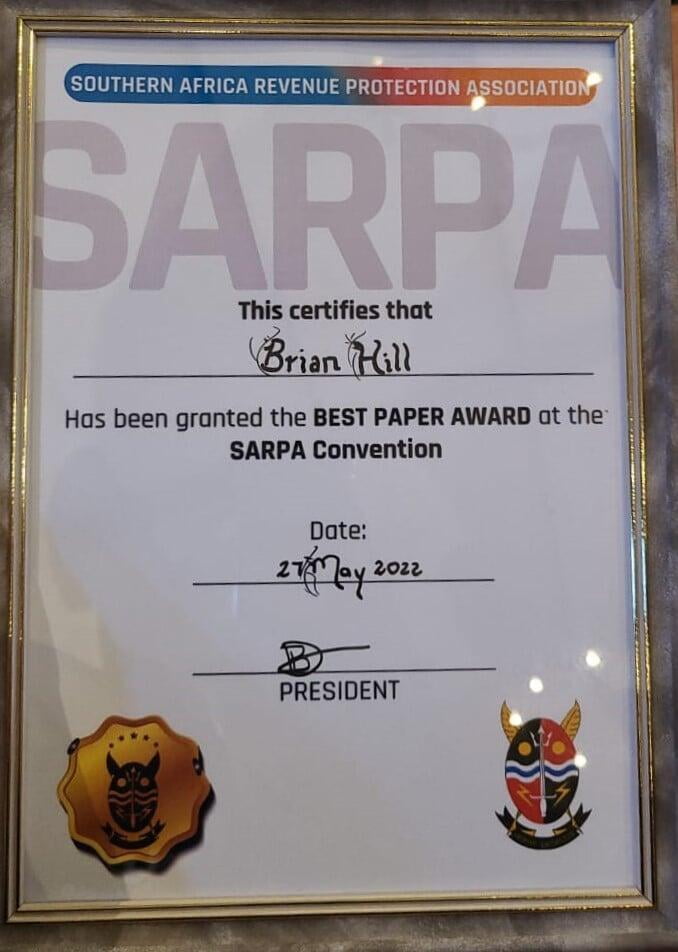 SOUTHERN AFRICA REVENUE PROTECTION ASSOCIATION
SARPA
This certifies that
Brian Hill
Has been granted the BEST PAPER AWARD at the
SARPA Convention
Date:
27 May 2022
PRESIDENT